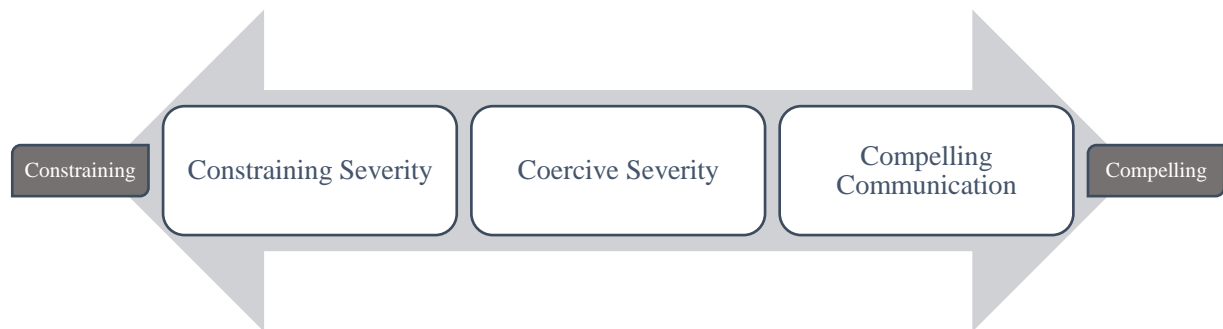 Constraining
Constraining Severity
Coercive Severity
Compelling
Communication
Compelling